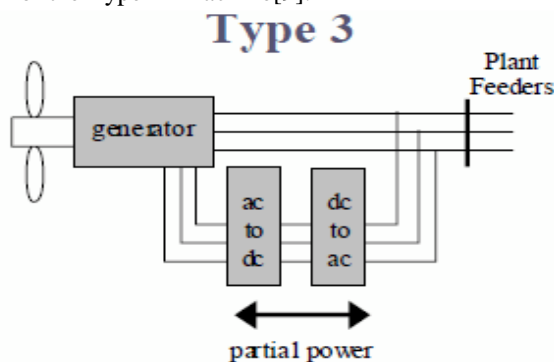 Type 3
Plant
Feeders
generator
ac
to
dc
dc
to
ac
partial power